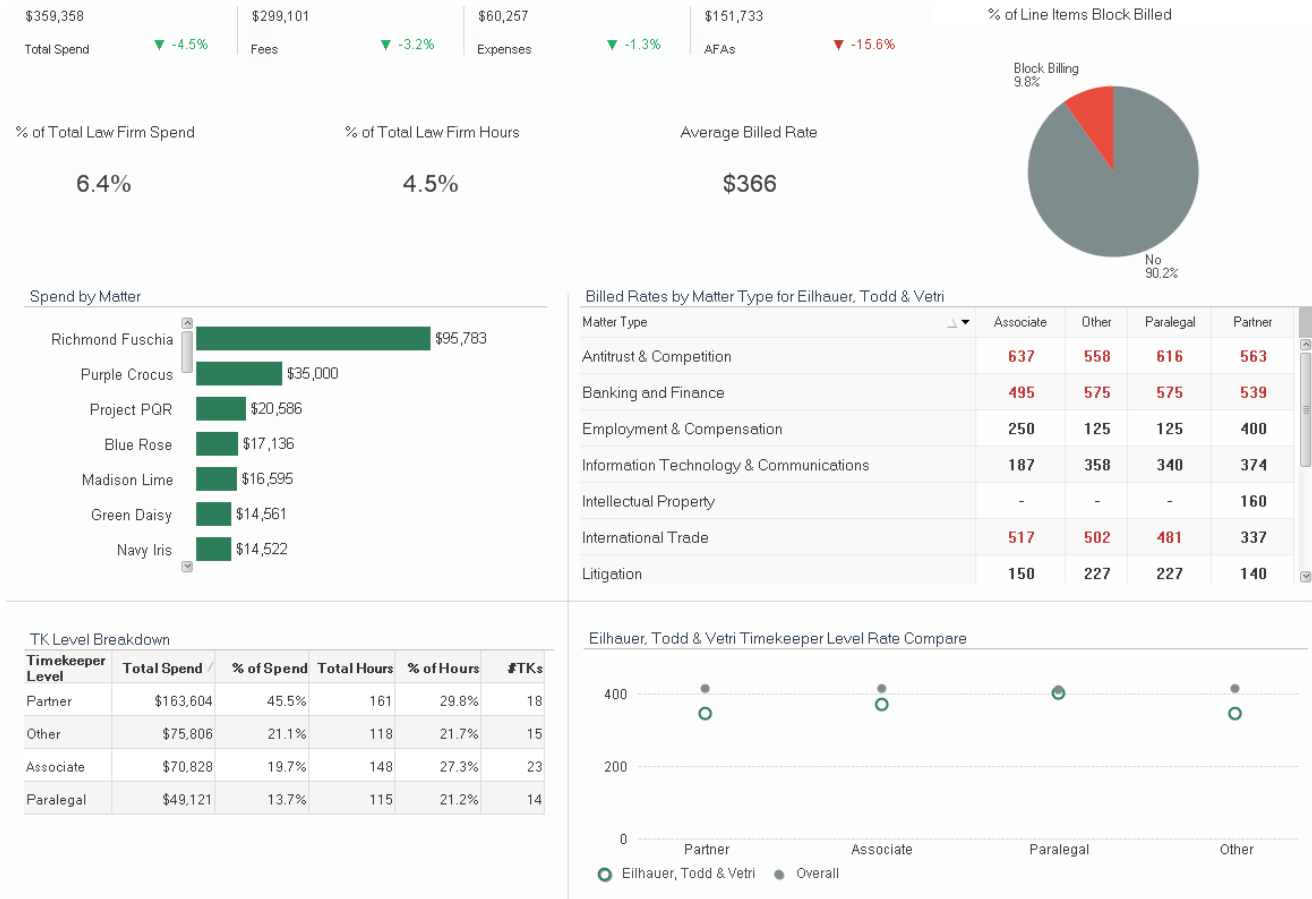 $359,358 $299,101 $60,257 $151,733
Total Spend ▼ -4.5% Fees ▼ -3.2% Expenses ▼ -1.3% AFAs ▼ -15.6%
% of Line Items Block Billed
Block Billing
9.8%
No
90.2%
% of Total Law Firm Spend % of Total Law Firm Hours Average Billed Rate
6.4% 4.5% $366
Spend by Matter
Richmond Fuschia $95,783
Purple Crocus $35,000
Project PQR $20,586
Blue Rose $17,136
Madison Lime $16,595
Green Daisy $14,561
Navy Iris $14,522
Billed Rates by Matter Type for Eilhauer, Todd & Vetri
Matter Type Associate Other Paralegal Partner
Antitrust & Competition 637 558 616 563
Banking and Finance 495 575 575 539
Employment & Compensation 250 125 125 400
Information Technology & Communications 187 358 340 374
Intellectual Property - - - 160
International Trade 517 502 481 337
Litigation 150 227 227 140
TK Level Breakdown
Timekeeper
Level Total Spend / % of Spend Total Hours % of Hours #TKs
Partner $163,604 45.5% 161 29.8% 18
Other $75,806 21.1% 118 21.7% 15
Associate $70,828 19.7% 148 27.3% 23
Paralegal $49,121 13.7% 115 21.2% 14
Eilhauer, Todd & Vetri Timekeeper Level Rate Compare
400
200
0
Partner Associate Paralegal Other
Eilhauer, Todd & Vetri Overall